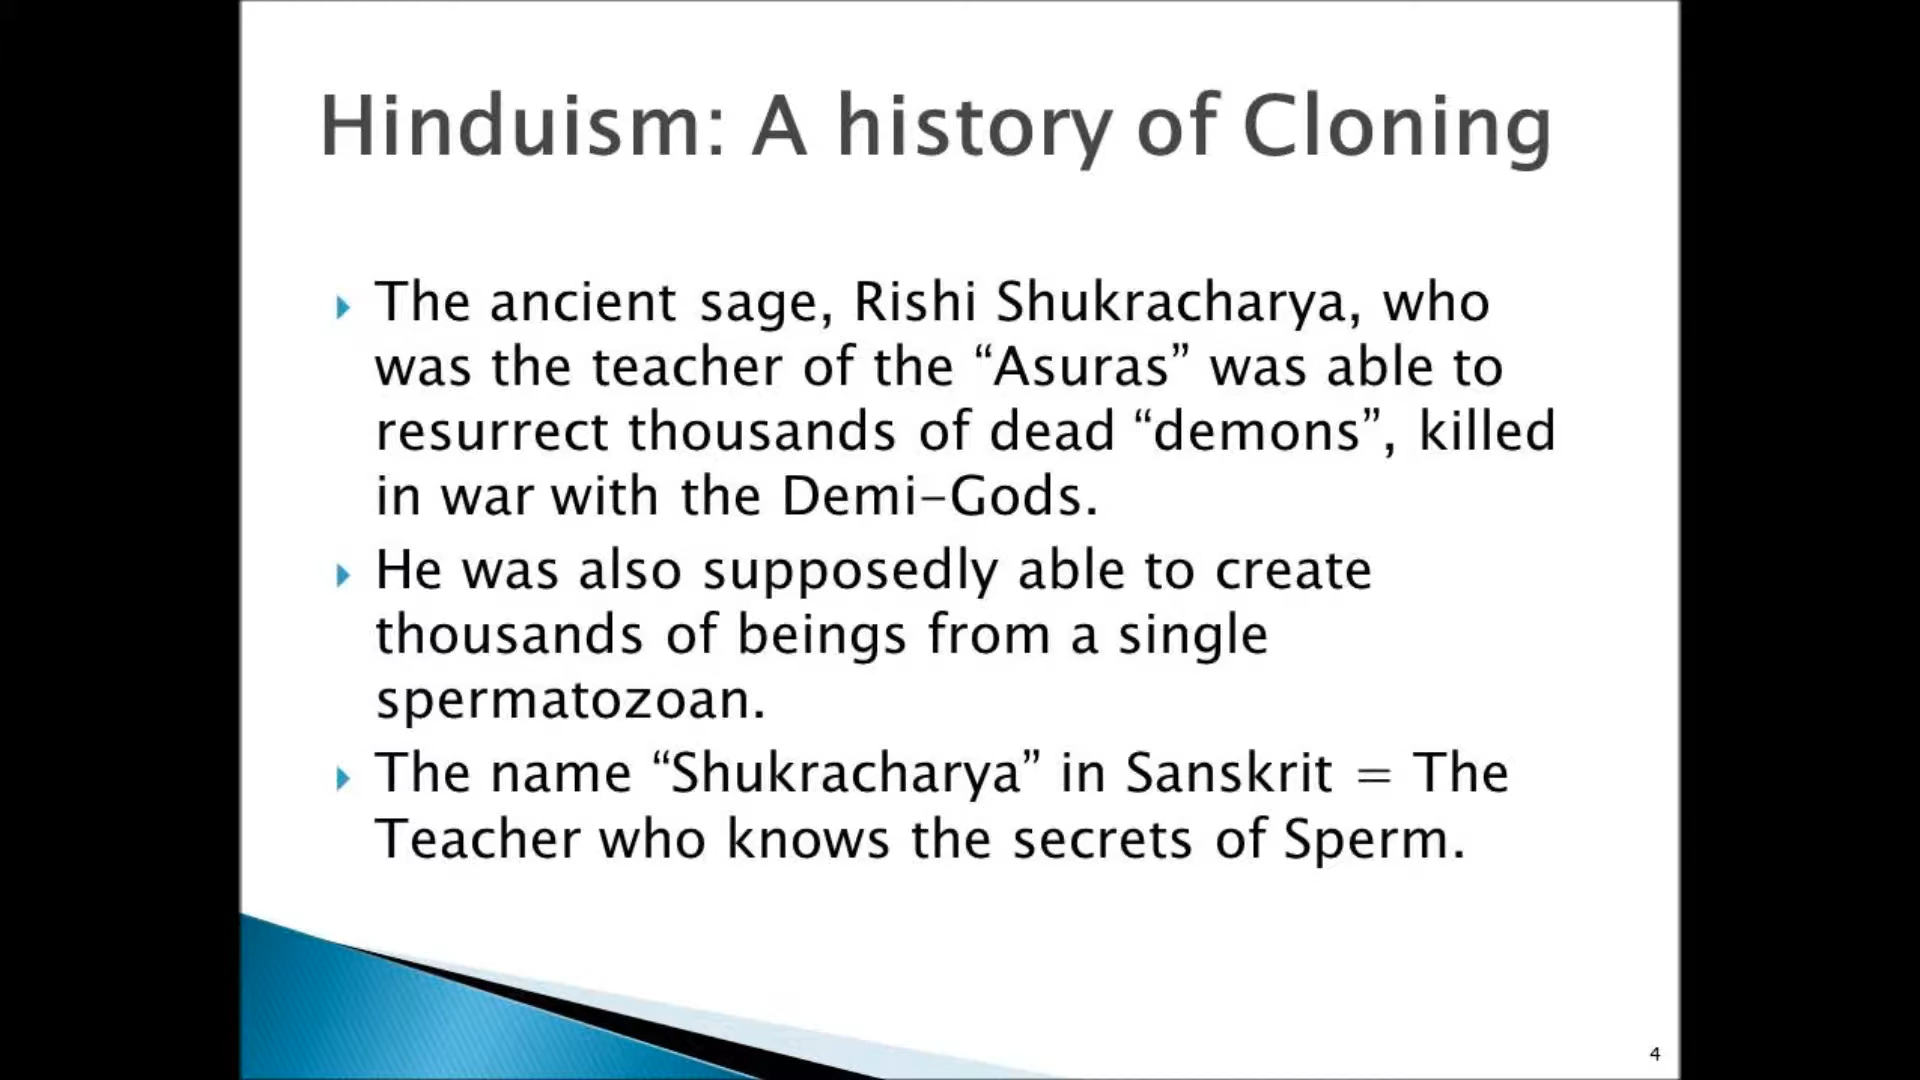 Hinduism: A history of Cloning
The ancient sage, Rishi Shukracharya, who
was the teacher of the “Asuras” was able to
resurrect thousands of dead “demons”, killed
in war with the Demi-Gods.
He was also supposedly able to create
thousands of beings from a single
spermatozoan.
The name “Shukracharya” in Sanskrit = The
Teacher who knows the secrets of Sperm.
4